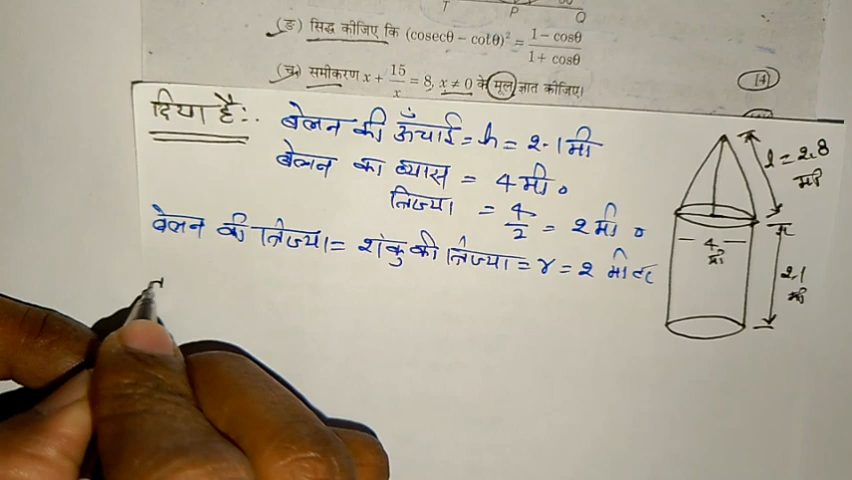 T P Q
(ङ) सिद्ध कीजिए कि (cosecθ − cotθ)² = (1 − cosθ)/(1 + cosθ)
(च) समीकरण x + 15/x = 8, x ≠ 0 के मूल ज्ञात कीजिए।
[4]
दिया है:-
बेलन की ऊँचाई = h = 2.1 मी
बेलन का व्यास = 4 मी०
त्रिज्या = 4/2 = 2 मी०
बेलन की त्रिज्या = शंकु की त्रिज्या = r = 2 मीटर
l = 2.8 मी
4 मी
2.1 मी